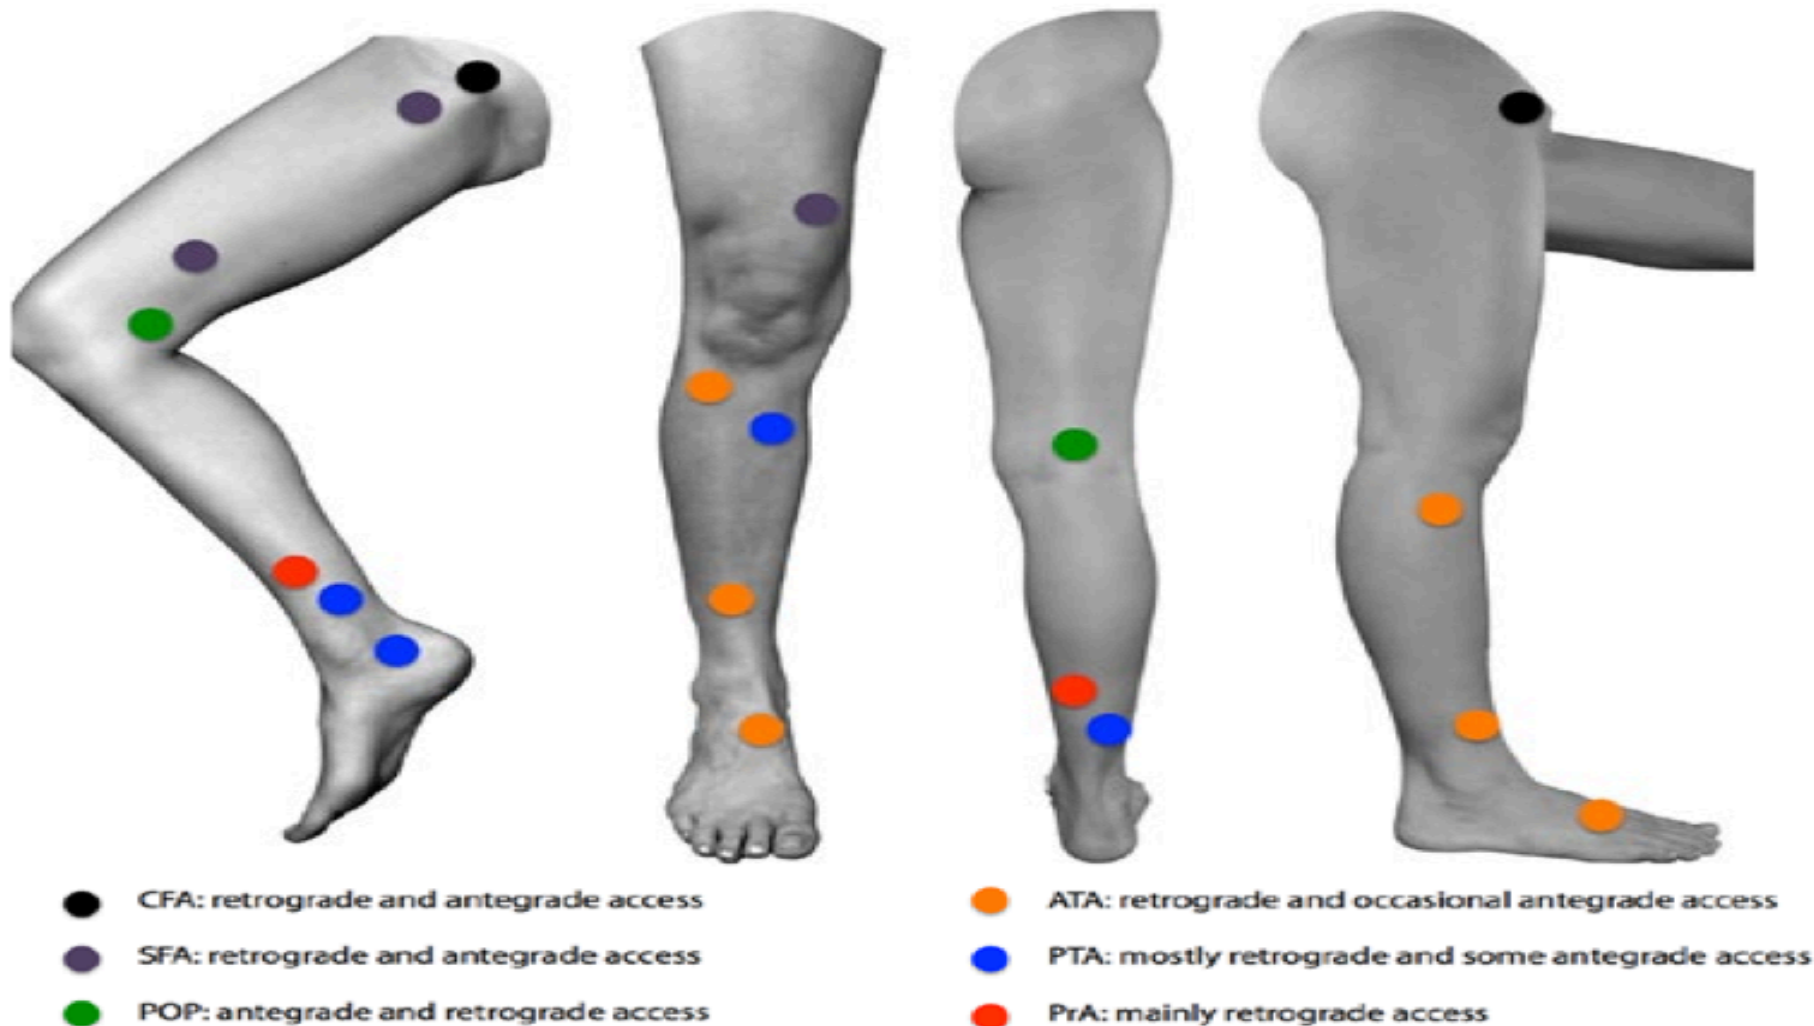 CFA: retrograde and antegrade access
SFA: retrograde and antegrade access
POP: antegrade and retrograde access
ATA: retrograde and occasional antegrade access
PTA: mostly retrograde and some antegrade access
PrA: mainly retrograde access